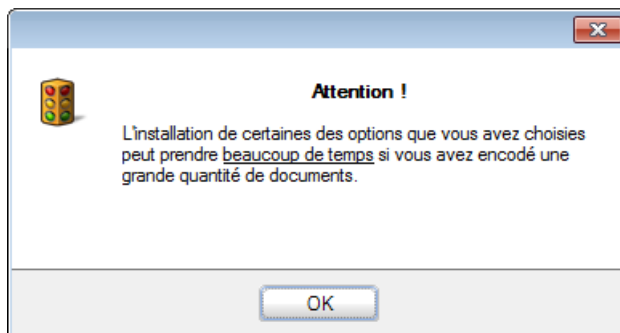 Attention !
L'installation de certaines des options que vous avez choisies
peut prendre beaucoup de temps si vous avez encodé une
grande quantité de documents.
OK